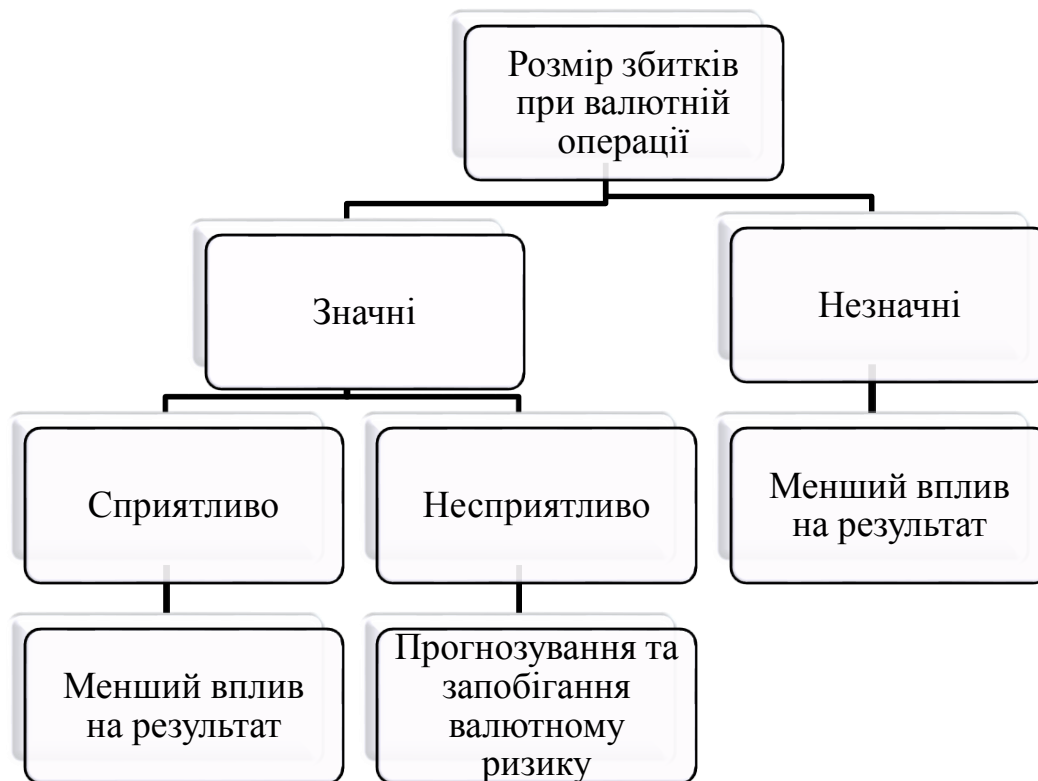 Розмір збитків
при валютній
операції
Значні
Незначні
Сприятливо
Несприятливо
Менший вплив
на результат
Менший вплив
на результат
Прогнозування та
запобігання
валютному
ризику